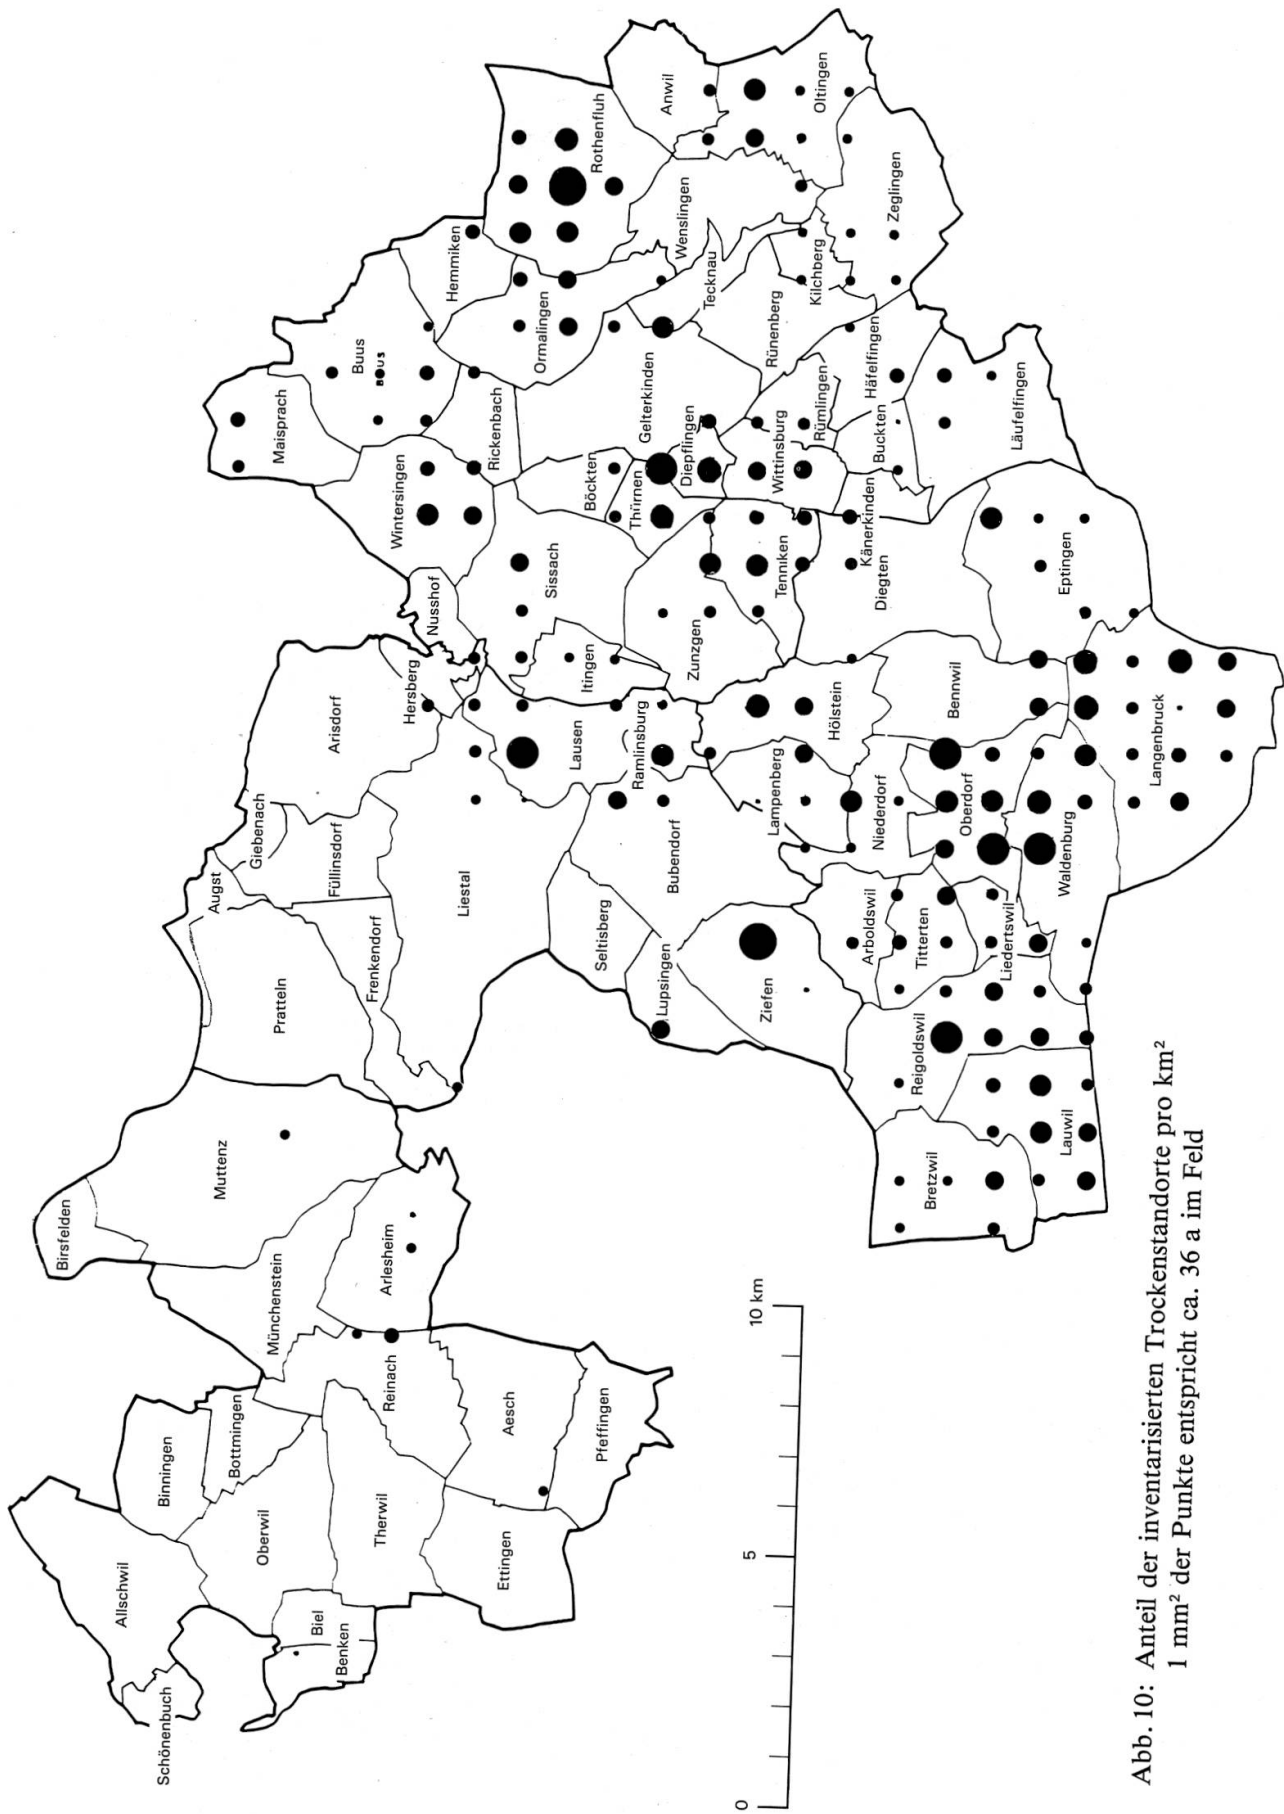 Schönenbuch
Allschwil
Binningen
Bottmingen
Oberwil
Biel
Benken
Therwil
Ettingen
Aesch
Pfeffingen
Reinach
Birsfelden
Muttenz
Münchenstein
Arlesheim
Pratteln
Augst
Giebenach
Füllinsdorf
Frenkendorf
Arisdorf
Hersberg
Liestal
Seltisberg
Lupsingen
Bubendorf
Ziefen
Lausen
Ramlinsburg
Nusshof
Wintersingen
Maisprach
Buus
BUUS
Hemmiken
Rickenbach
Ormalingen
Rothenfluh
Anwil
Oltingen
Wenslingen
Zeglingen
Tecknau
Kilchberg
Rünenberg
Gelterkinden
Sissach
Itingen
Böckten
Thürnen
Diepflingen
Wittinsburg
Rümlingen
Häfelfingen
Buckten
Läufelfingen
Känerkinden
Diegten
Tenniken
Zunzgen
Eptingen
Hölstein
Bennwil
Lampenberg
Niederdorf
Oberdorf
Langenbruck
Waldenburg
Arboldswil
Titterten
Liedertswil
Reigoldswil
Lauwil
Bretzwil
0
5
10 km
Abb. 10: Anteil der inventarisierten Trockenstandorte pro km²
1 mm² der Punkte entspricht ca. 36 a im Feld